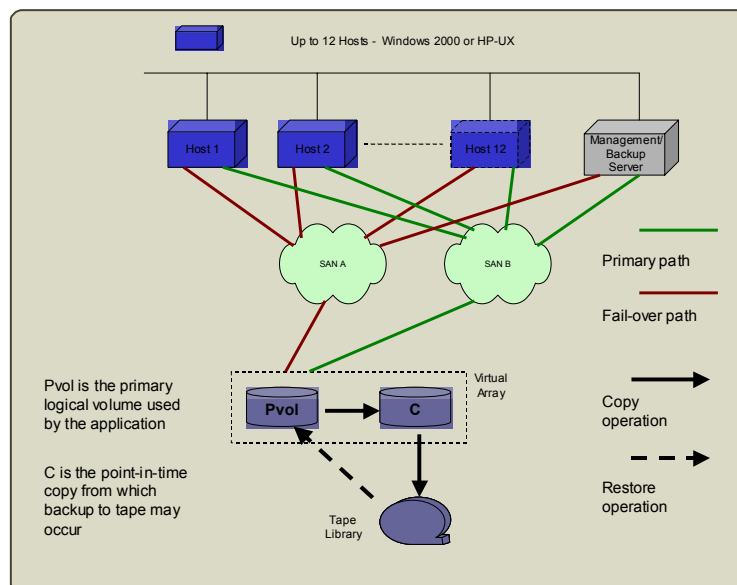 Up to 12 Hosts - Windows 2000 or HP-UX
Host 1
Host 2
Host 12
Management/
Backup
Server
SAN A
SAN B
Primary path
Fail-over path
Pvol is the primary
logical volume used
by the application
Pvol
C
Virtual
Array
Copy
operation
C is the point-in-time
copy from which
backup to tape may
occur
Tape
Library
Restore
operation